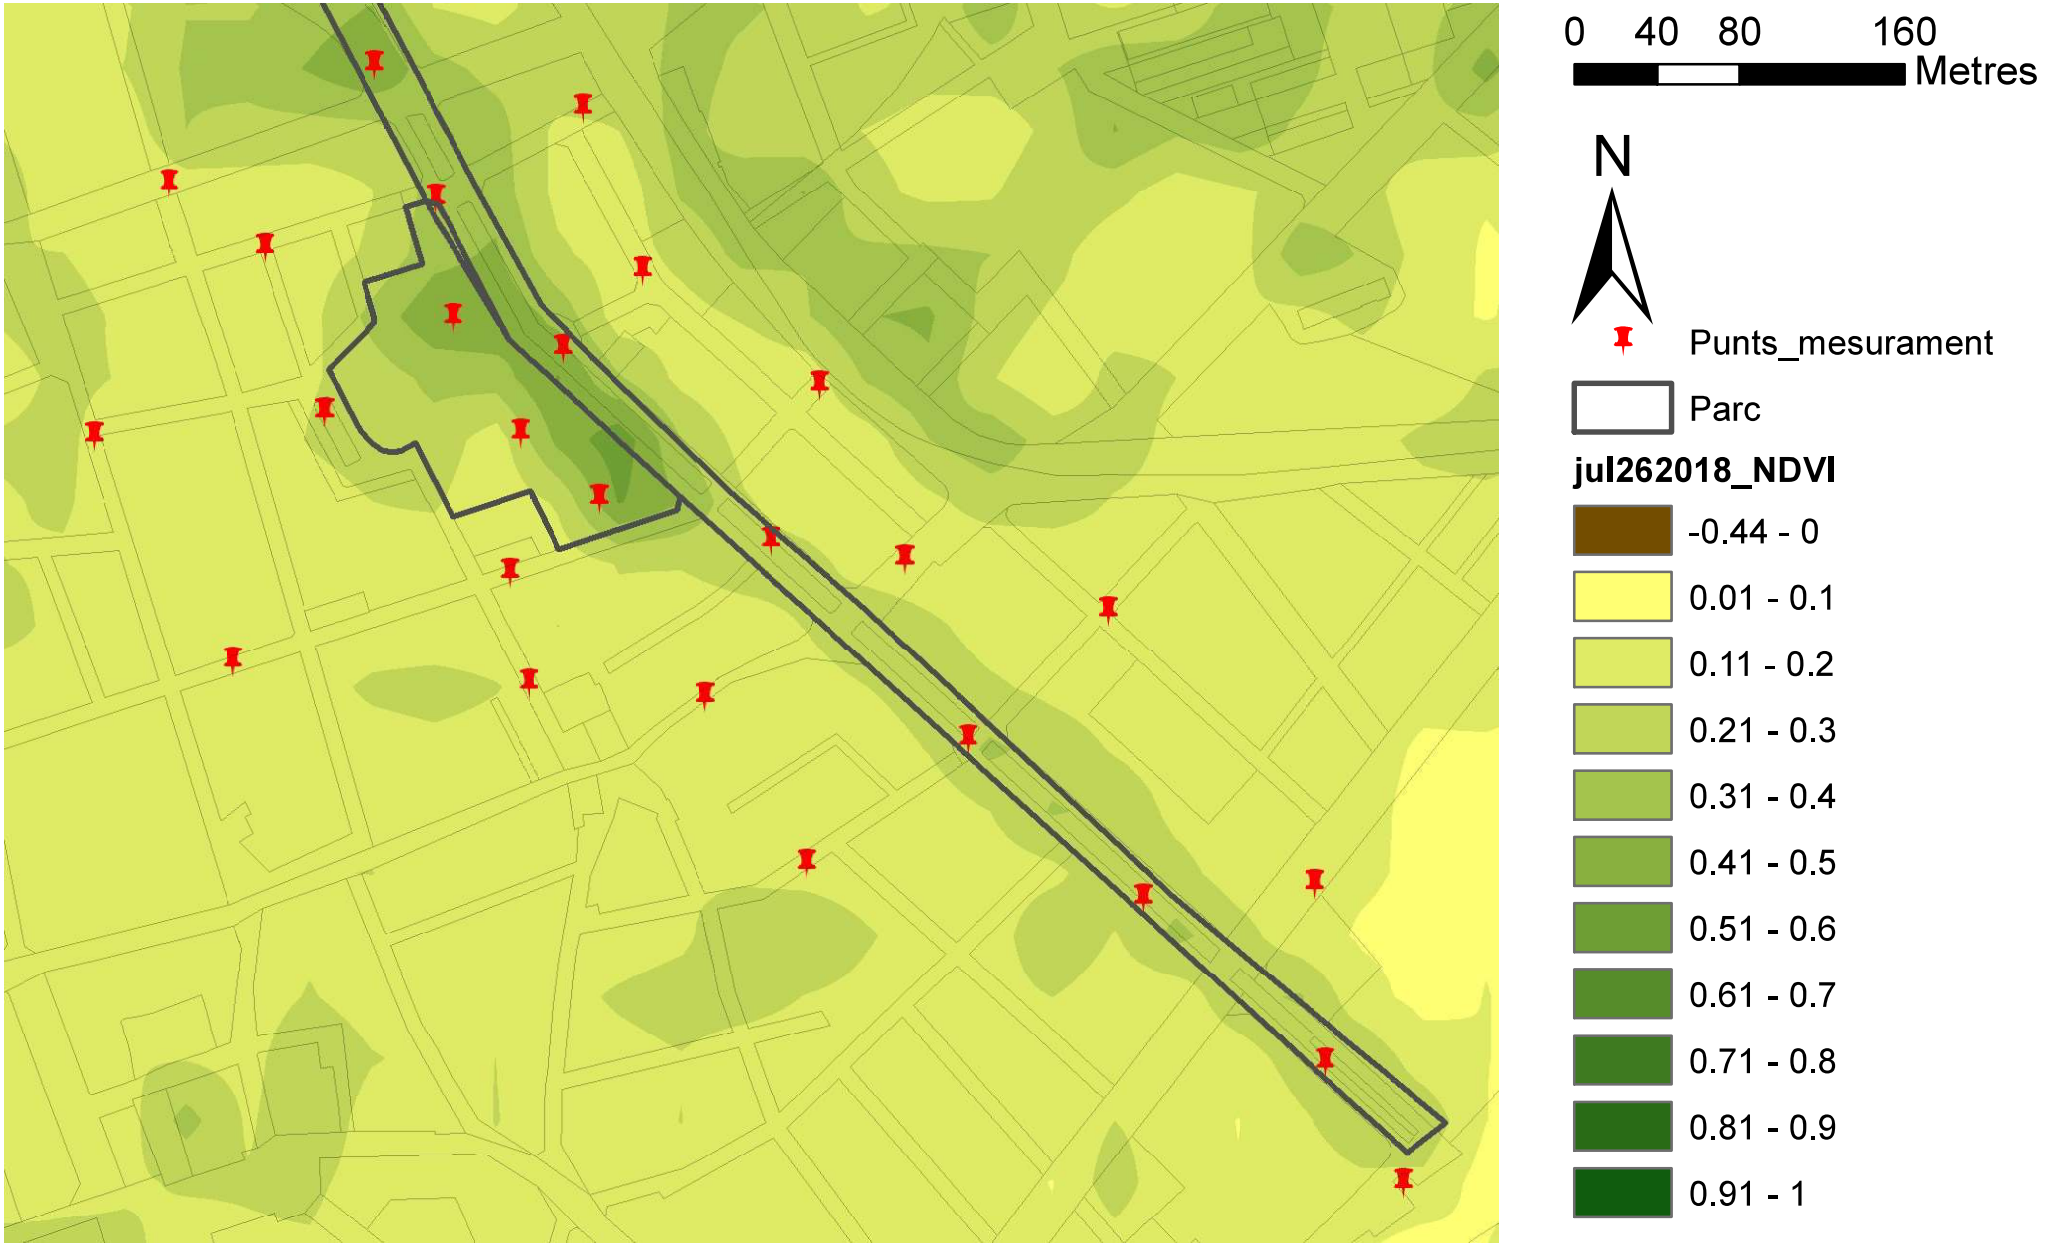 0 40 80 160
Metres
N
Punts_mesurament
Parc
jul262018_NDVI
-0.44 - 0
0.01 - 0.1
0.11 - 0.2
0.21 - 0.3
0.31 - 0.4
0.41 - 0.5
0.51 - 0.6
0.61 - 0.7
0.71 - 0.8
0.81 - 0.9
0.91 - 1